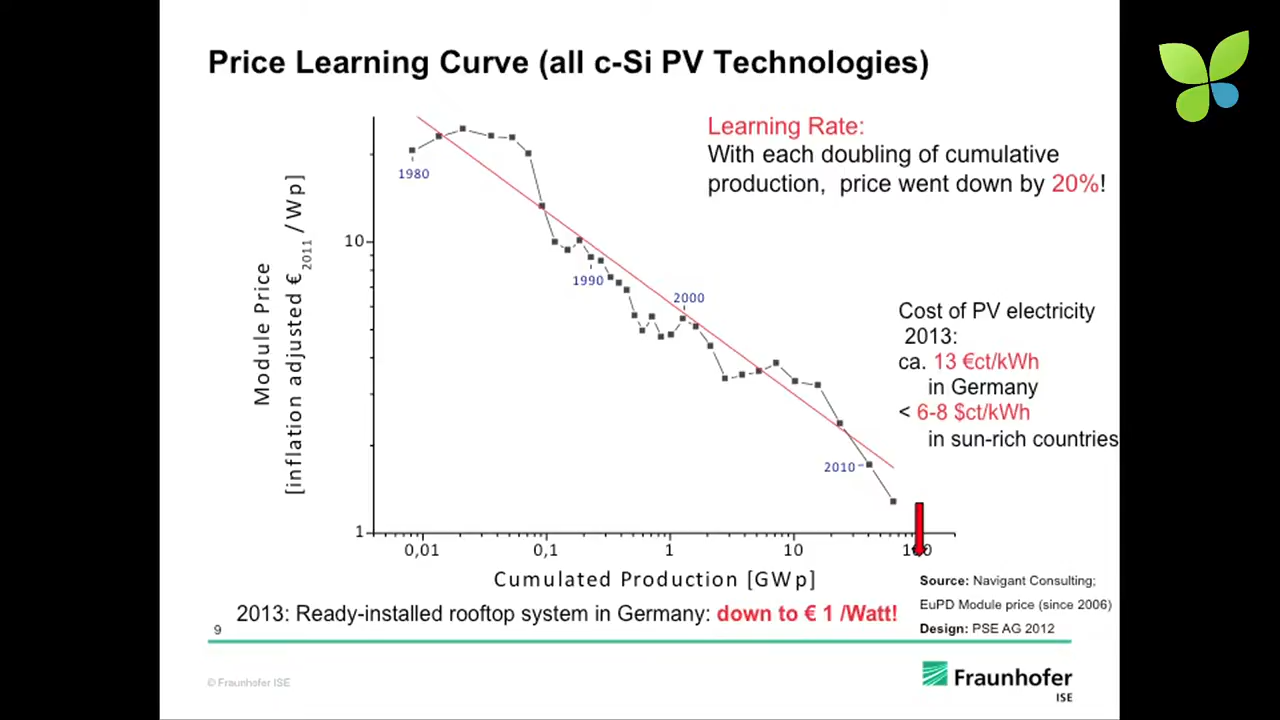 Price Learning Curve (all c-Si PV Technologies)
Learning Rate:
With each doubling of cumulative
production, price went down by 20%!
Module Price
[inflation adjusted €2011 /Wp]
10
1
1980
1990
2000
2010
Cost of PV electricity
2013:
ca. 13 €ct/kWh
in Germany
< 6-8 $ct/kWh
in sun-rich countries
0,01 0,1 1 10
Cumulated Production [GWp]
Source: Navigant Consulting;
EuPD Module price (since 2006)
Design: PSE AG 2012
2013: Ready-installed rooftop system in Germany: down to € 1 /Watt!
9
© Fraunhofer ISE
Fraunhofer
ISE